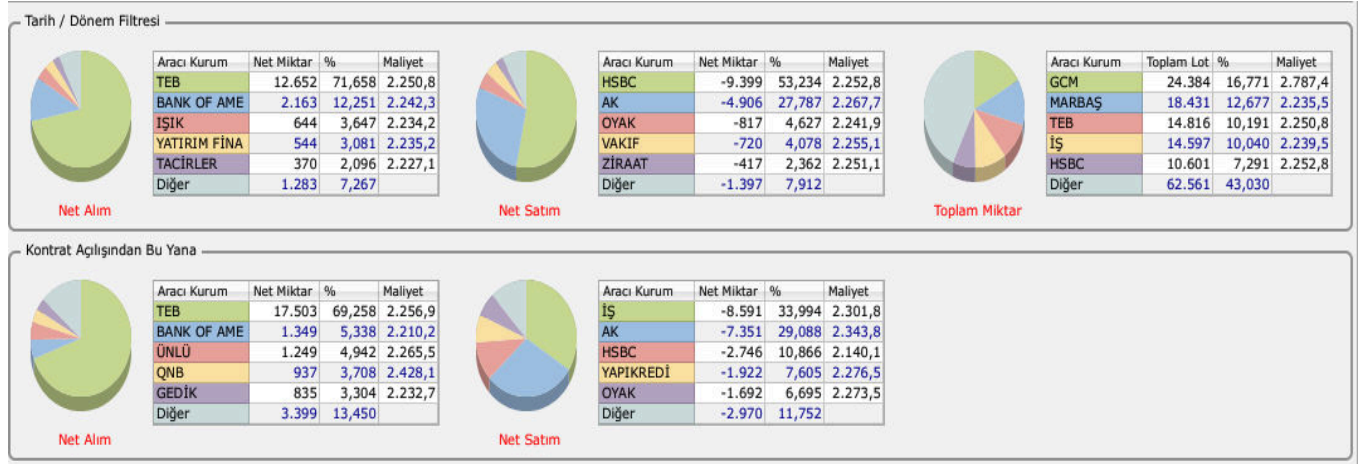 Tarih / Dönem Filtresi
Aracı Kurum Net Miktar % Maliyet
TEB 12.652 71,658 2.250,8
BANK OF AME 2.163 12,251 2.242,3
IŞIK 644 3,647 2.234,2
YATIRIM FİNA 544 3,081 2.235,2
TACİRLER 370 2,096 2.227,1
Diğer 1.283 7,267
Net Alım
Aracı Kurum Net Miktar % Maliyet
HSBC -9.399 53,234 2.252,8
AK -4.906 27,787 2.267,7
OYAK -817 4,627 2.241,9
VAKIF -720 4,078 2.255,1
ZİRAAT -417 2,362 2.251,1
Diğer -1.397 7,912
Net Satım
Aracı Kurum Toplam Lot % Maliyet
GCM 24.384 16,771 2.787,4
MARBAŞ 18.431 12,677 2.235,5
TEB 14.816 10,191 2.250,8
İŞ 14.597 10,040 2.239,5
HSBC 10.601 7,291 2.252,8
Diğer 62.561 43,030
Toplam Miktar
Kontrat Açılışından Bu Yana
Aracı Kurum Net Miktar % Maliyet
TEB 17.503 69,258 2.256,9
BANK OF AME 1.349 5,338 2.210,2
ÜNLÜ 1.249 4,942 2.265,5
QNB 937 3,708 2.428,1
GEDİK 835 3,304 2.232,7
Diğer 3.399 13,450
Net Alım
Aracı Kurum Net Miktar % Maliyet
İŞ -8.591 33,994 2.301,8
AK -7.351 29,088 2.343,8
HSBC -2.746 10,866 2.140,1
YAPIKREDİ -1.922 7,605 2.276,5
OYAK -1.692 6,695 2.273,5
Diğer -2.970 11,752
Net Satım